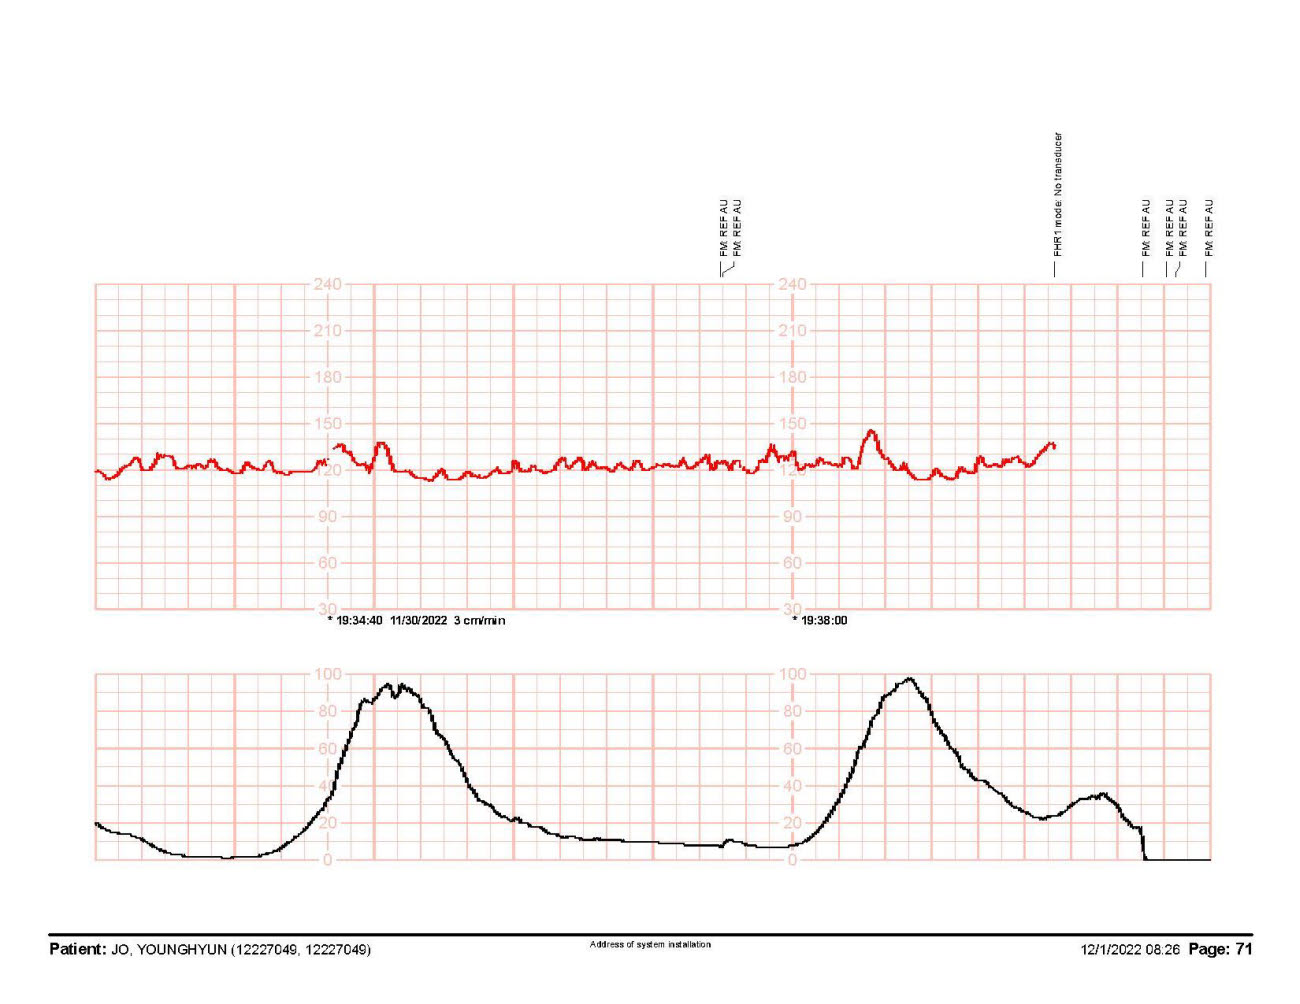 FM: REF AU
FM: REF AU
FHR1 mode: No transducer
FM: REF AU
FM: REF AU
FM: REF AU
FM: REF AU
240 240
210 210
180 180
150 150
120 120
90 90
60 60
30 30
* 19:34:40 11/30/2022 3 cm/min * 19:38:00
100 100
80 80
60 60
40 40
20 20
0 0
Patient: JO, YOUNGHYUN (12227049, 12227049) Address of system installation 12/1/2022 08:26 Page: 71